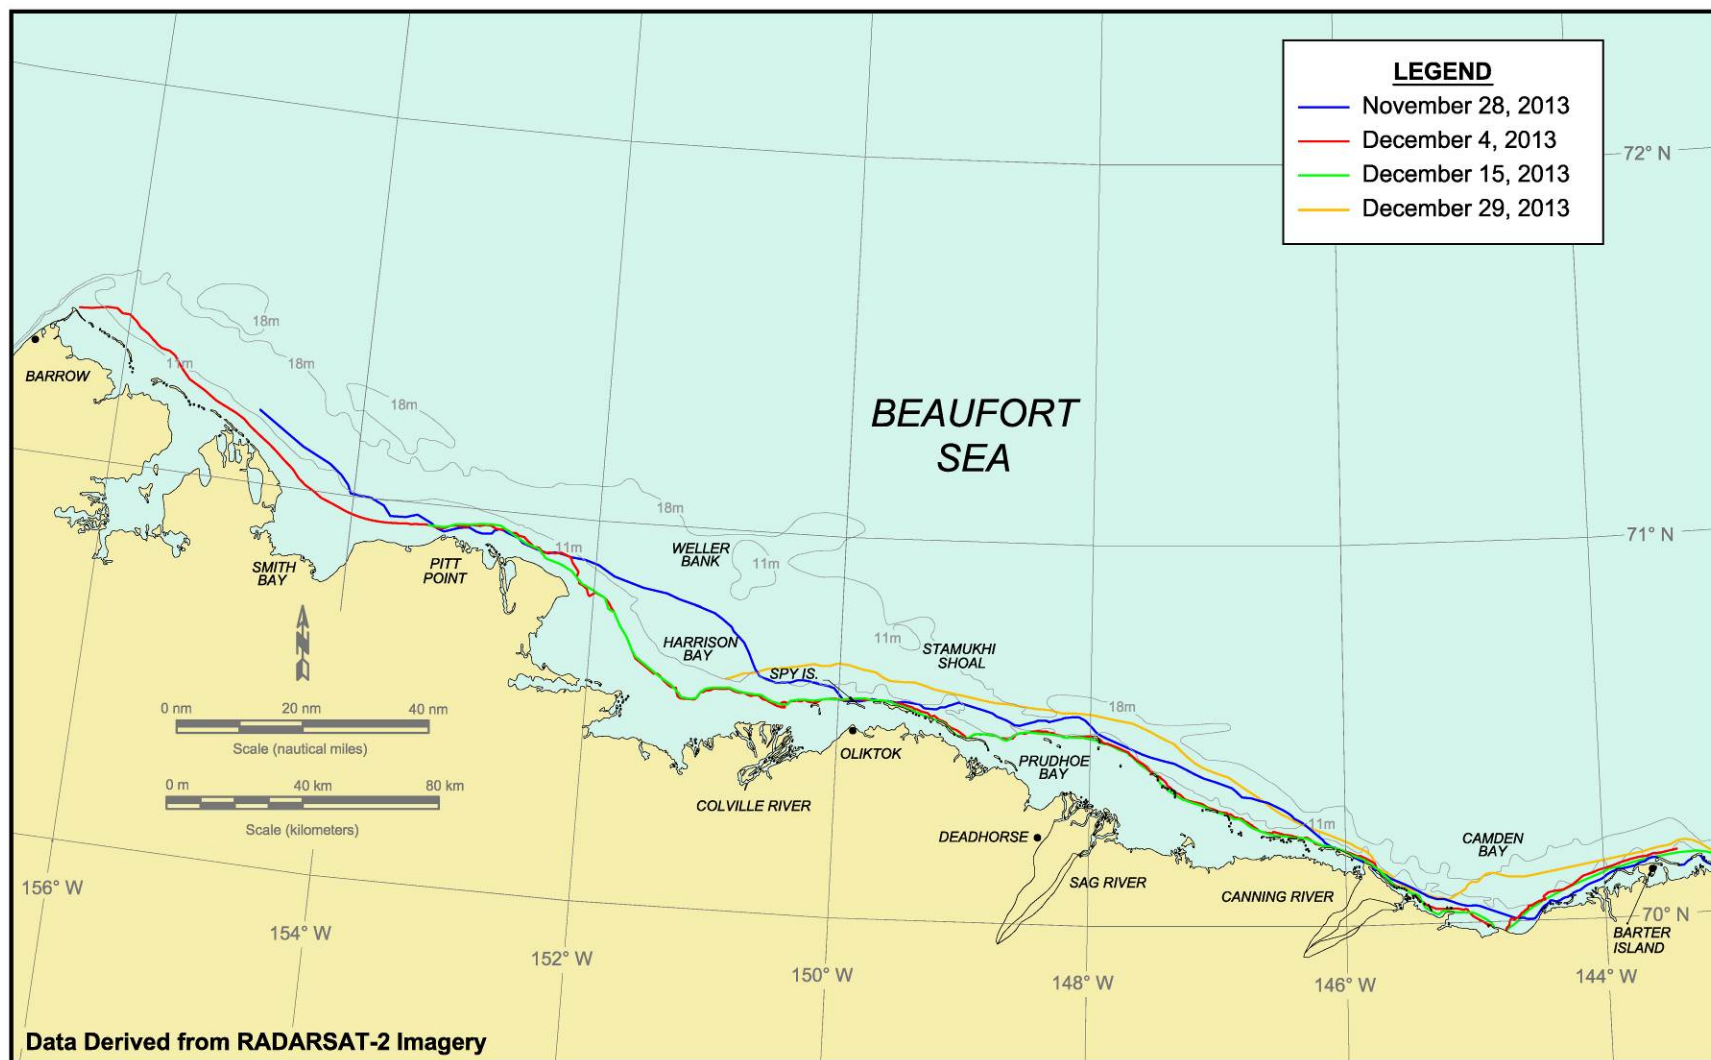 LEGEND
November 28, 2013
December 4, 2013
December 15, 2013
December 29, 2013
72° N
18m
18m
11m
BARROW
18m
BEAUFORT
SEA
18m
71° N
WELLER
BANK
11m
11m
SMITH
BAY
PITT
POINT
N
HARRISON
BAY
11m
STAMUKHI
SHOAL
SPY IS.
0 nm
20 nm
40 nm
Scale (nautical miles)
18m
OLIKTOK
PRUDHOE
BAY
0 m
40 km
80 km
Scale (kilometers)
COLVILLE RIVER
DEADHORSE
11m
CAMDEN
BAY
SAG RIVER
CANNING RIVER
156° W
70° N
154° W
BARTER
ISLAND
152° W
150° W
148° W
146° W
144° W
Data Derived from RADARSAT-2 Imagery